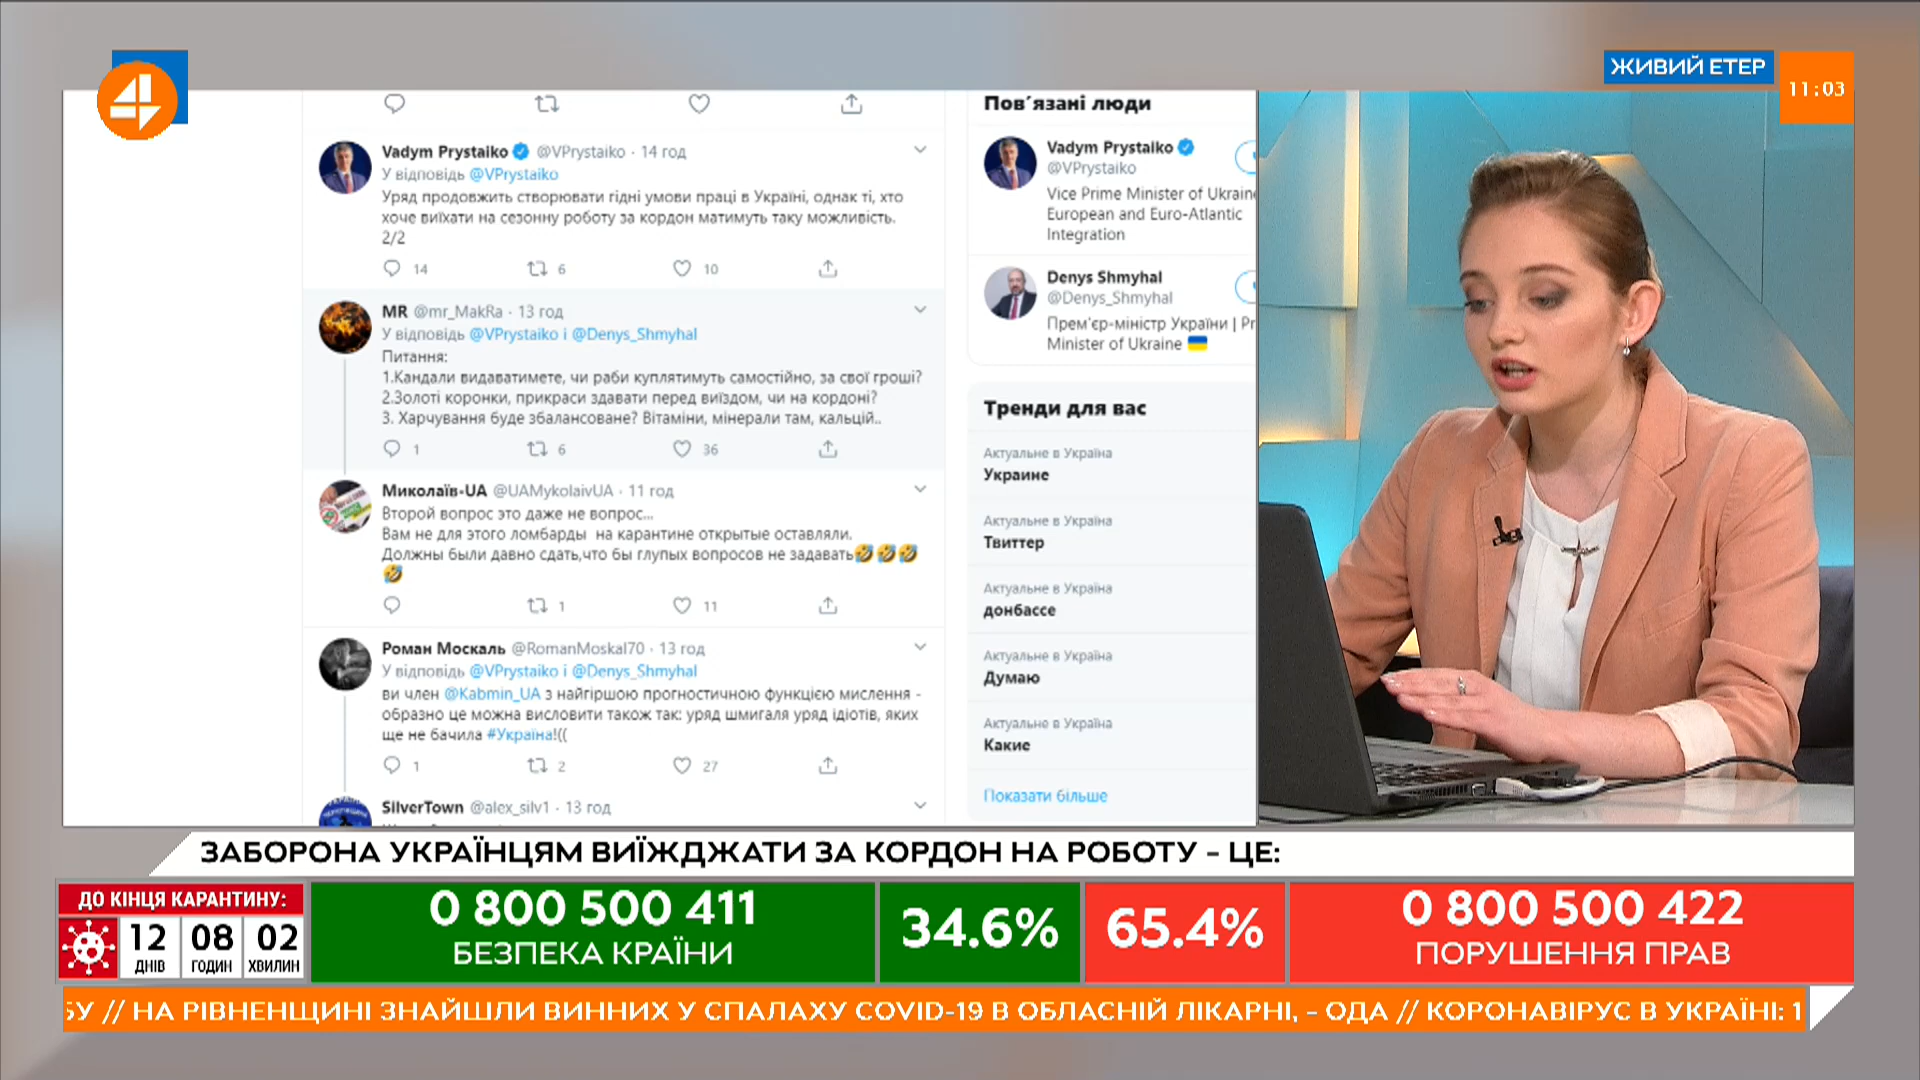 4
ЖИВИЙ ЕТЕР
11:03
Vadym Prystaiko @VPrystaiko · 14 год
У відповідь @VPrystaiko
Уряд продовжить створювати гідні умови праці в Україні, однак ті, хто
хоче виїхати на сезонну роботу за кордон матимуть таку можливість.
2/2
14 6 10
MR @mr_MakRa · 13 год
У відповідь @VPrystaiko і @Denys_Shmyhal
Питання:
1.Кандали видаватимете, чи раби куплятимуть самостійно, за свої гроші?
2.Золоті коронки, прикраси здавати перед виїздом, чи на кордоні?
3. Харчування буде збалансоване? Вітаміни, мінерали там, кальцій..
1 6 36
Миколаїв-UA @UAMykolaivUA · 11 год
Второй вопрос это даже не вопрос...
Вам не для этого ломбарды на карантине открытые оставляли.
Должны были давно сдать,что бы глупых вопросов не задавать🤣🤣🤣
🤣
1 11
Роман Москаль @RomanMoskal70 · 13 год
У відповідь @VPrystaiko і @Denys_Shmyhal
ви член @Kabmin_UA з найгіршою прогностичною функцією мислення -
образно це можна висловити також так: уряд шмигаля уряд ідіотів, яких
ще не бачила #Україна!((
1 2 27
SilverTown @alex_silv1 · 13 год
Пов'язані люди
Vadym Prystaiko
@VPrystaiko
Vice Prime Minister of Ukraine
European and Euro-Atlantic
Integration
Denys Shmyhal
@Denys_Shmyhal
Прем'єр-міністр України | Pr
Minister of Ukraine 🇺🇦
Тренди для вас
Актуальне в Україна
Украине
Актуальне в Україна
Твиттер
Актуальне в Україна
донбассе
Актуальне в Україна
Думаю
Актуальне в Україна
Какие
Показати більше
ЗАБОРОНА УКРАЇНЦЯМ ВИЇЖДЖАТИ ЗА КОРДОН НА РОБОТУ – ЦЕ:
ДО КІНЦЯ КАРАНТИНУ:
12 08 02
ДНІВ ГОДИН ХВИЛИН
0 800 500 411
БЕЗПЕКА КРАЇНИ
34.6%
65.4%
0 800 500 422
ПОРУШЕННЯ ПРАВ
БУ // НА РІВНЕНЩИНІ ЗНАЙШЛИ ВИННИХ У СПАЛАХУ COVID-19 В ОБЛАСНІЙ ЛІКАРНІ, – ОДА // КОРОНАВІРУС В УКРАЇНІ: 1